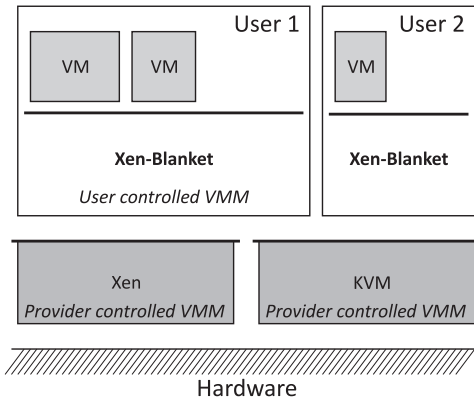 User 1
User 2
VM
VM
VM
Xen-Blanket
Xen-Blanket
User controlled VMM
Xen
KVM
Provider controlled VMM
Provider controlled VMM
Hardware